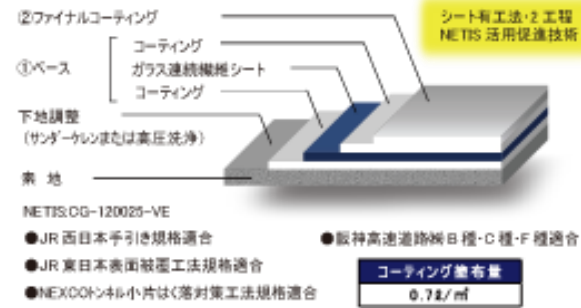 ②ファイナルコーティング
シート有工法・2工程
NETIS 活用促進技術
①ベース
コーティング
ガラス連続繊維シート
コーティング
下地調整
(サンダーケレンまたは高圧洗浄)
素 地
NETIS:CG-120025-VE
●JR西日本手引き規格適合
●阪神高速道路㈱B種・C種・F種適合
●JR東日本表面被覆工法規格適合
●NEXCOトンネル小片はく落対策工法規格適合
コーティング塗布量
0.7ℓ/㎡